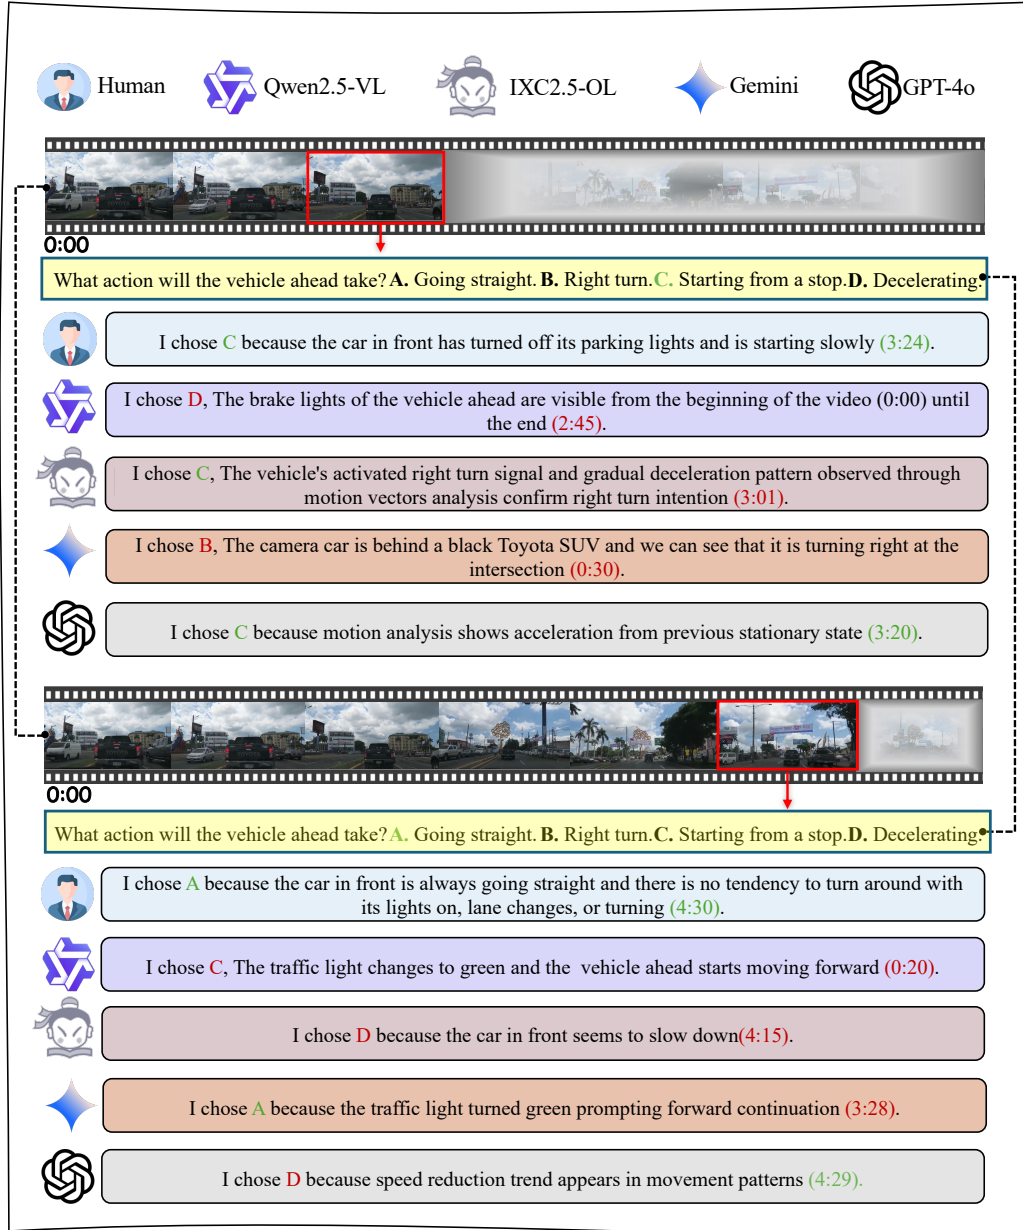 Human Qwen2.5-VL IXC2.5-OL Gemini GPT-4o
0:00
What action will the vehicle ahead take? A. Going straight. B. Right turn. C. Starting from a stop. D. Decelerating.
I chose C because the car in front has turned off its parking lights and is starting slowly (3:24).
I chose D, The brake lights of the vehicle ahead are visible from the beginning of the video (0:00) until
the end (2:45).
I chose C, The vehicle's activated right turn signal and gradual deceleration pattern observed through
motion vectors analysis confirm right turn intention (3:01).
I chose B, The camera car is behind a black Toyota SUV and we can see that it is turning right at the
intersection (0:30).
I chose C because motion analysis shows acceleration from previous stationary state (3:20).
0:00
What action will the vehicle ahead take? A. Going straight. B. Right turn. C. Starting from a stop. D. Decelerating.
I chose A because the car in front is always going straight and there is no tendency to turn around with
its lights on, lane changes, or turning (4:30).
I chose C, The traffic light changes to green and the vehicle ahead starts moving forward (0:20).
I chose D because the car in front seems to slow down(4:15).
I chose A because the traffic light turned green prompting forward continuation (3:28).
I chose D because speed reduction trend appears in movement patterns (4:29).